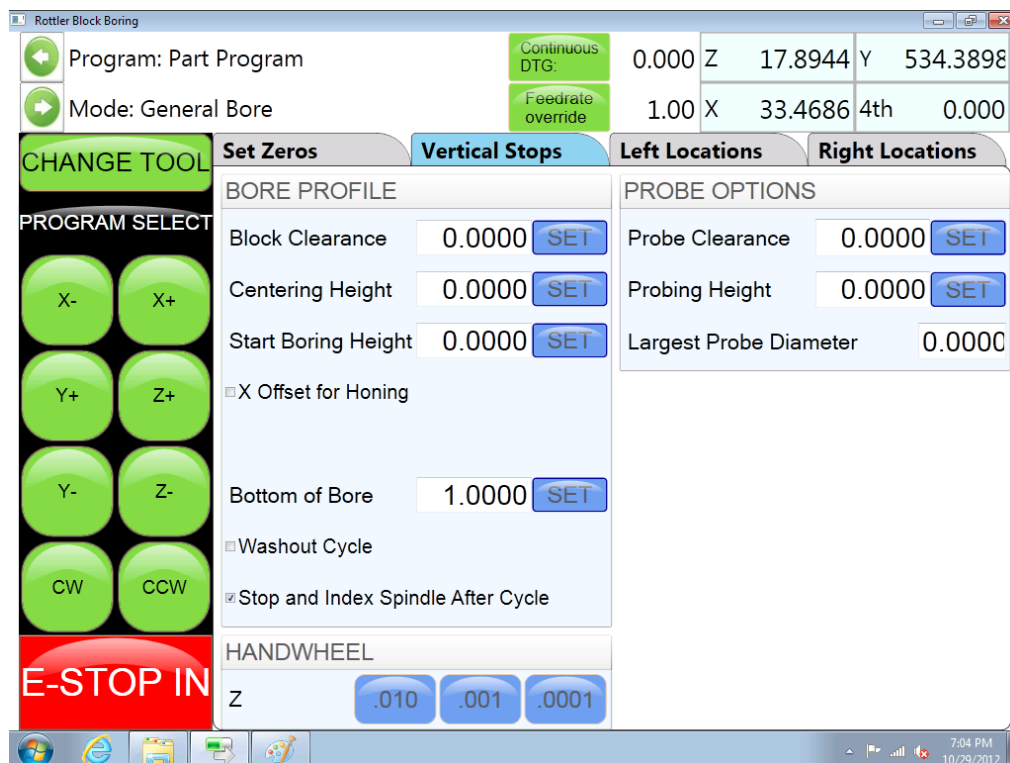 Rottler Block Boring
Program: Part Program
Continuous DTG:
0.000
Z 17.8944
Y 534.3898
Mode: General Bore
Feedrate override
1.00
X 33.4686
4th 0.000
CHANGE TOOL
Set Zeros
Vertical Stops
Left Locations
Right Locations
PROGRAM SELECT
X-
X+
Y+
Z+
Y-
Z-
CW
CCW
E-STOP IN
BORE PROFILE
Block Clearance 0.0000 SET
Centering Height 0.0000 SET
Start Boring Height 0.0000 SET
X Offset for Honing
Bottom of Bore 1.0000 SET
Washout Cycle
Stop and Index Spindle After Cycle
HANDWHEEL
Z .010 .001 .0001
PROBE OPTIONS
Probe Clearance 0.0000 SET
Probing Height 0.0000 SET
Largest Probe Diameter 0.0000
7:04 PM
10/29/2012